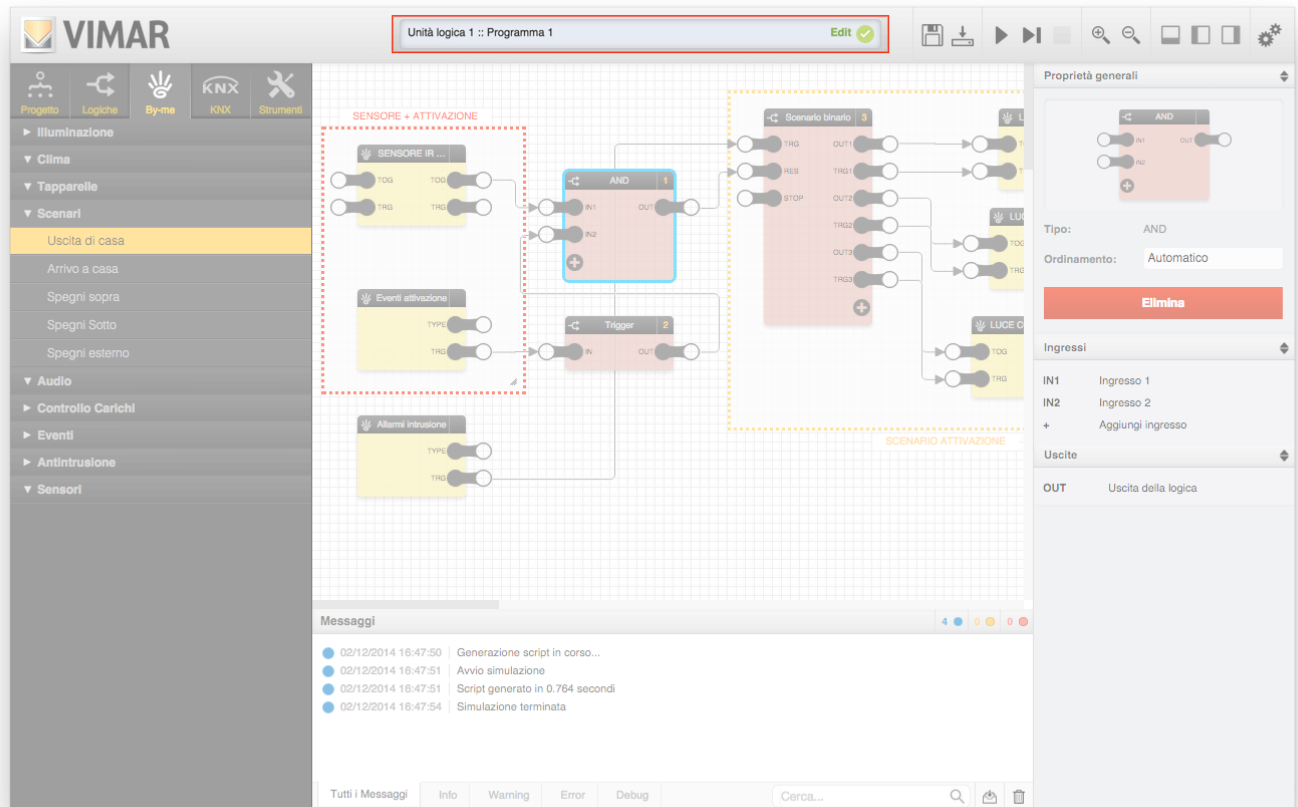 VIMAR
Unità logica 1 :: Programma 1
Edit
Progetto
Logiche
By-me
KNX
KNX
Strumenti
Illuminazione
Clima
Tapparelle
Scenari
Uscita di casa
Arrivo a casa
Spegni sopra
Spegni Sotto
Spegni esterno
Audio
Controllo Carichi
Eventi
Antintrusione
Sensori
SENSORE + ATTIVAZIONE
SENSORE IR ...
TOG TOG
TRG TRG
Eventi attivazione
TYPE
TRG
Allarmi intrusione
TYPE
TRG
AND 1
IN1 OUT
IN2
Trigger 2
IN OUT
Scenario binario 3
TRG OUT1
RES TRG1
STOP OUT2
TRG2
OUT3
TRG3
LUC
TOG
TRG
LUCE O
TOG
TRG
SCENARIO ATTIVAZIONE
Messaggi
4 0 0
02/12/2014 16:47:50 Generazione script in corso...
02/12/2014 16:47:51 Avvio simulazione
02/12/2014 16:47:51 Script generato in 0.764 secondi
02/12/2014 16:47:54 Simulazione terminata
Tutti i Messaggi
Info
Warning
Error
Debug
Cerca...
Proprietà generali
AND
IN1 OUT
IN2
Tipo: AND
Ordinamento: Automatico
Elimina
Ingressi
IN1 Ingresso 1
IN2 Ingresso 2
+ Aggiungi ingresso
Uscite
OUT Uscita della logica